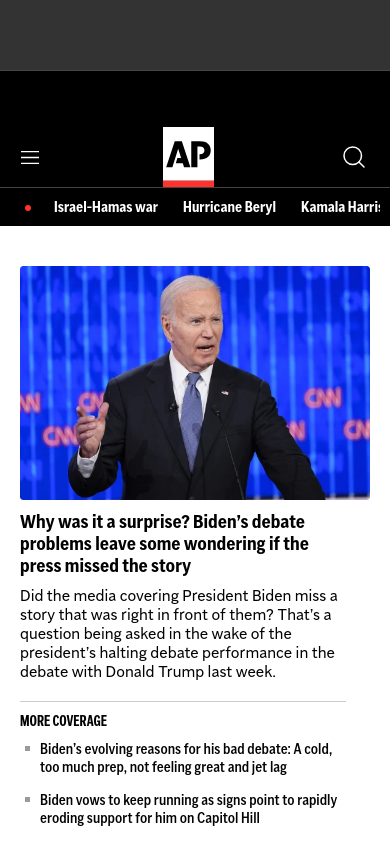 AP
Israel-Hamas war Hurricane Beryl Kamala Harris
CNN
CNN
CNN
CNN
CNN
CNN
Why was it a surprise? Biden's debate
problems leave some wondering if the
press missed the story
Did the media covering President Biden miss a
story that was right in front of them? That's a
question being asked in the wake of the
president's halting debate performance in the
debate with Donald Trump last week.
MORE COVERAGE
Biden's evolving reasons for his bad debate: A cold,
too much prep, not feeling great and jet lag
Biden vows to keep running as signs point to rapidly
eroding support for him on Capitol Hill